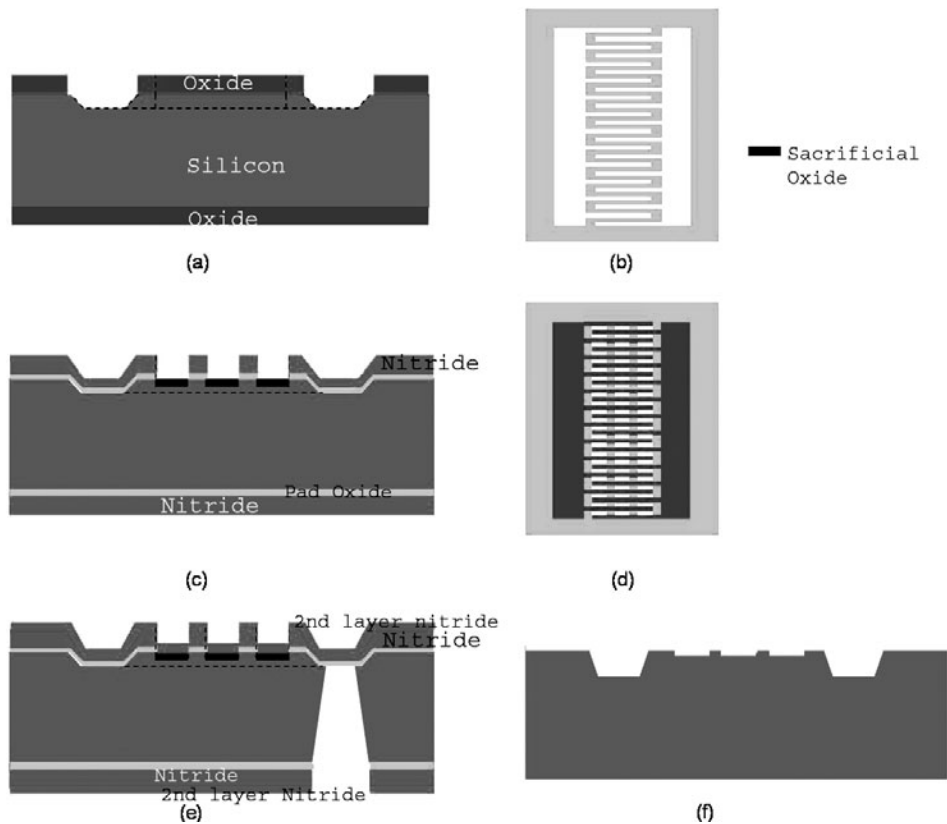 Oxide
Silicon
Oxide
(a)
(b)
Sacrificial
Oxide
Nitride
Pad Oxide
Nitride
(c)
(d)
2nd layer nitride
Nitride
Nitride
2nd layer Nitride
(e)
(f)